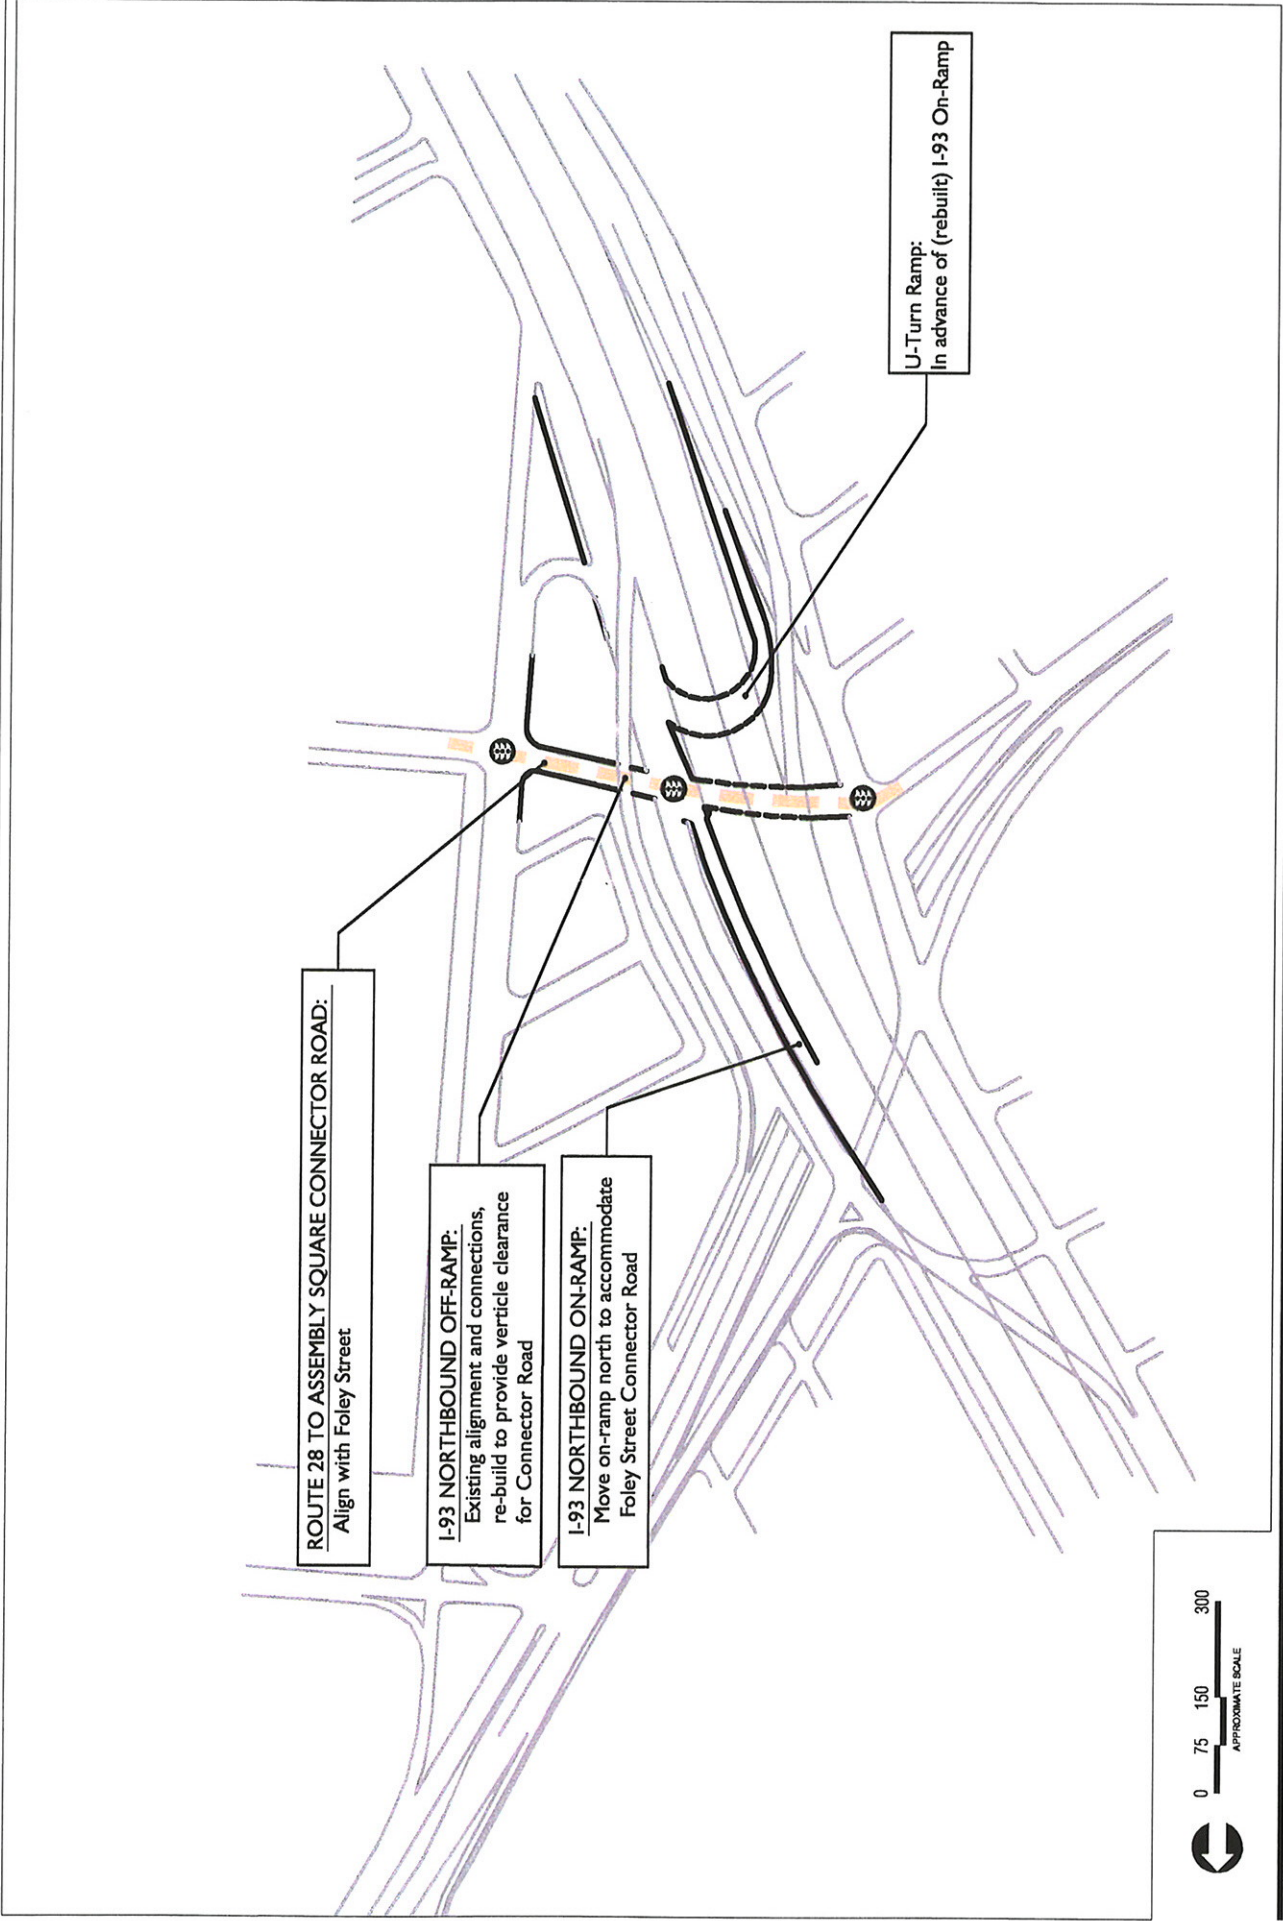 ROUTE 28 TO ASSEMBLY SQUARE CONNECTOR ROAD:
Align with Foley Street
I-93 NORTHBOUND OFF-RAMP:
Existing alignment and connections,
re-build to provide verticle clearance
for Connector Road
I-93 NORTHBOUND ON-RAMP:
Move on-ramp north to accommodate
Foley Street Connector Road
U-Turn Ramp:
In advance of (rebuilt) I-93 On-Ramp
0 75 150 300
APPROXIMATE SCALE